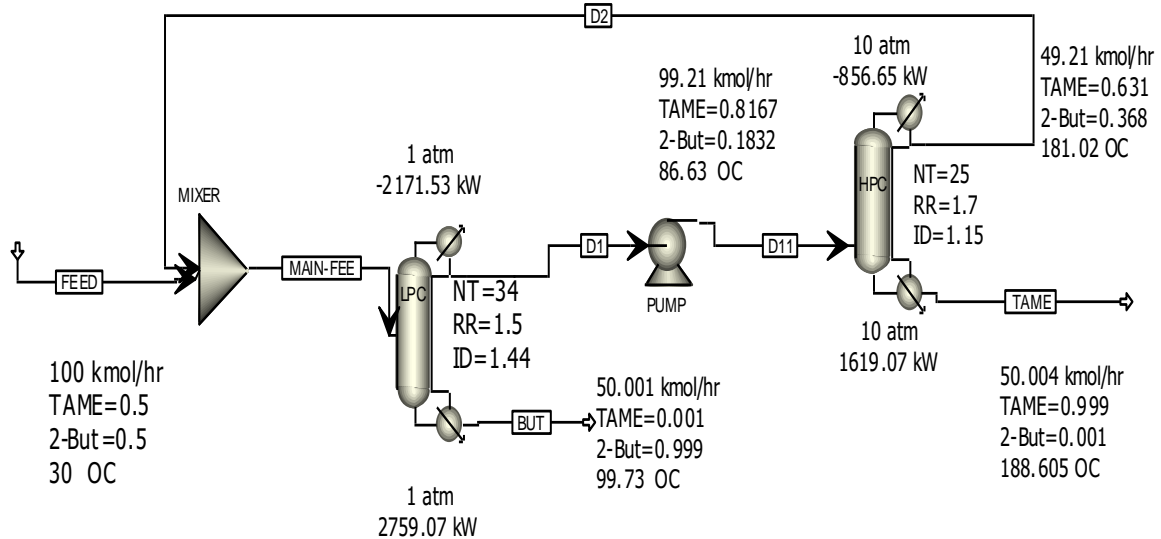 D2
10 atm
-856.65 kW
49.21 kmol/hr
TAME=0.631
2-But=0.368
181.02 OC
99.21 kmol/hr
TAME=0.8167
2-But=0.1832
86.63 OC
1 atm
-2171.53 kW
MIXER
HPC
NT=25
RR=1.7
ID=1.15
FEED
MAIN-FEE
LPC
NT=34
RR=1.5
ID=1.44
D1
PUMP
D11
TAME
10 atm
1619.07 kW
100 kmol/hr
TAME=0.5
2-But=0.5
30 OC
BUT
50.001 kmol/hr
TAME=0.001
2-But=0.999
99.73 OC
50.004 kmol/hr
TAME=0.999
2-But=0.001
188.605 OC
1 atm
2759.07 kW